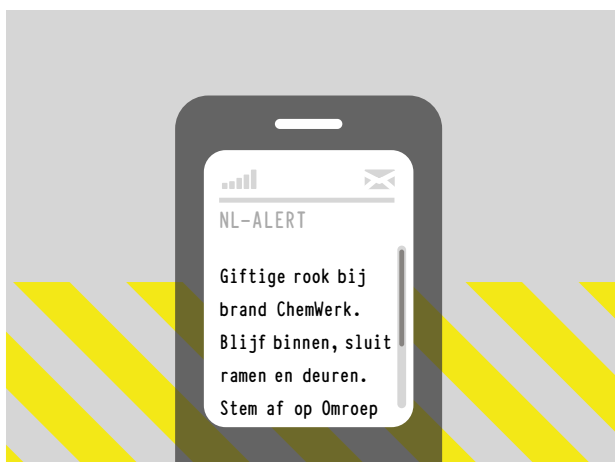 NL-ALERT
Giftige rook bij
brand ChemWerk.
Blijf binnen, sluit
ramen en deuren.
Stem af op Omroep